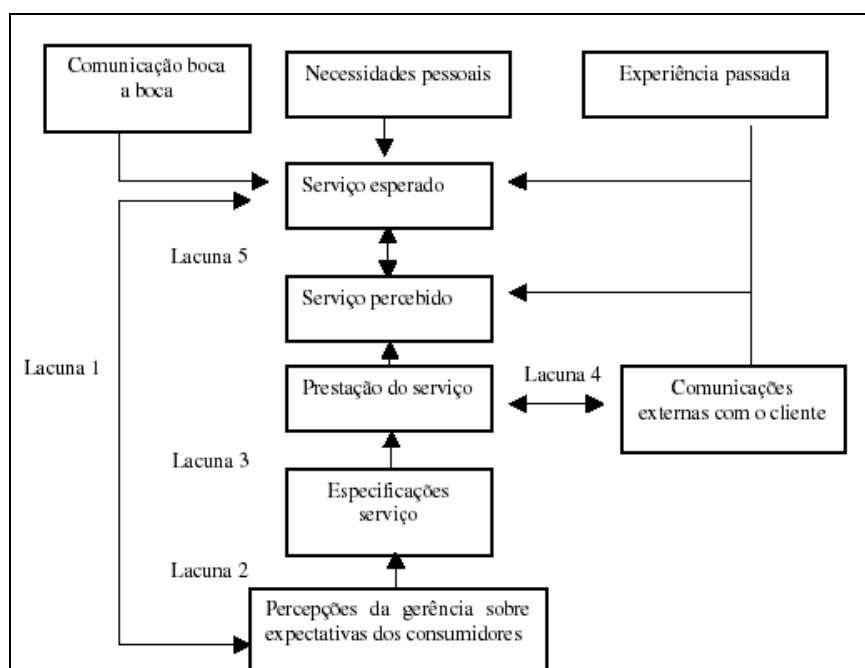 Comunicação boca
a boca
Necessidades pessoais
Experiência passada
Serviço esperado
Lacuna 5
Serviço percebido
Lacuna 1
Prestação do serviço
Lacuna 4
Comunicações
externas com o cliente
Lacuna 3
Especificações
serviço
Lacuna 2
Percepções da gerência sobre
expectativas dos consumidores